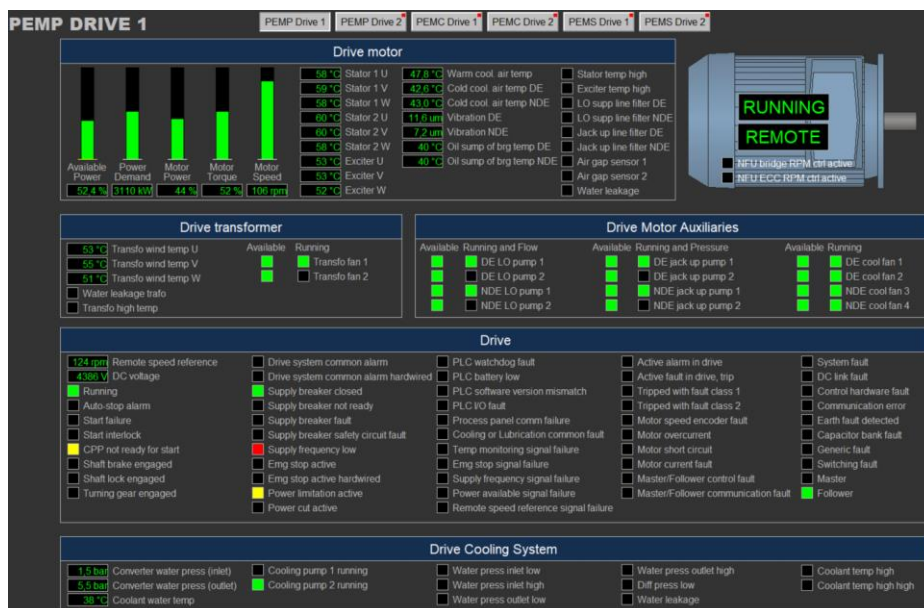 PEMP DRIVE 1
PEMP Drive 1
PEMP Drive 2
PEMC Drive 1
PEMC Drive 2
PEMS Drive 1
PEMS Drive 2
Drive motor
Available Power
52,4 %
Power Demand
3110 kW
Motor Power
44 %
Motor Torque
52 %
Motor Speed
106 rpm
58 °C Stator 1 U
59 °C Stator 1 V
58 °C Stator 1 W
60 °C Stator 2 U
60 °C Stator 2 V
58 °C Stator 2 W
53 °C Exciter U
53 °C Exciter V
52 °C Exciter W
47,8 °C Warm cool. air temp
42,6 °C Cold cool. air temp DE
43,0 °C Cold cool. air temp NDE
11,6 um Vibration DE
7,2 um Vibration NDE
40 °C Oil sump of brg temp DE
40 °C Oil sump of brg temp NDE
Stator temp high
Exciter temp high
LO supp line filter DE
LO supp line filter NDE
Jack up line filter DE
Jack up line filter NDE
Air gap sensor 1
Air gap sensor 2
Water leakage
RUNNING
REMOTE
NFU bridge RPM ctrl active
NFU ECC RPM ctrl active
Drive transformer
53 °C Transfo wind temp U
55 °C Transfo wind temp V
51 °C Transfo wind temp W
Water leakage trafo
Transfo high temp
Available Running
Transfo fan 1
Transfo fan 2
Drive Motor Auxiliaries
Available Running and Flow
DE LO pump 1
DE LO pump 2
NDE LO pump 1
NDE LO pump 2
Available Running and Pressure
DE jack up pump 1
DE jack up pump 2
NDE jack up pump 1
NDE jack up pump 2
Available Running
DE cool fan 1
DE cool fan 2
NDE cool fan 3
NDE cool fan 4
Drive
124 rpm Remote speed reference
4386 V DC voltage
Running
Auto-stop alarm
Start failure
Start interlock
CPP not ready for start
Shaft brake engaged
Shaft lock engaged
Turning gear engaged
Drive system common alarm
Drive system common alarm hardwired
Supply breaker closed
Supply breaker not ready
Supply breaker fault
Supply breaker safety circuit fault
Supply frequency low
Emg stop active
Emg stop active hardwired
Power limitation active
Power cut active
PLC watchdog fault
PLC battery low
PLC software version mismatch
PLC I/O fault
Process panel comm failure
Cooling or Lubrication common fault
Temp monitoring signal failure
Emg stop signal failure
Supply frequency signal failure
Power available signal failure
Remote speed reference signal failure
Active alarm in drive
Active fault in drive, trip
Tripped with fault class 1
Tripped with fault class 2
Motor speed encoder fault
Motor overcurrent
Motor short circuit
Motor current fault
Master/Follower control fault
Master/Follower communication fault
System fault
DC link fault
Control hardware fault
Communication error
Earth fault detected
Capacitor bank fault
Generic fault
Switching fault
Master
Follower
Drive Cooling System
1,5 bar Converter water press (inlet)
5,5 bar Converter water press (outlet)
38 °C Coolant water temp
Cooling pump 1 running
Cooling pump 2 running
Water press inlet low
Water press inlet high
Water press outlet low
Water press outlet high
Diff press low
Water leakage
Coolant temp high
Coolant temp high high